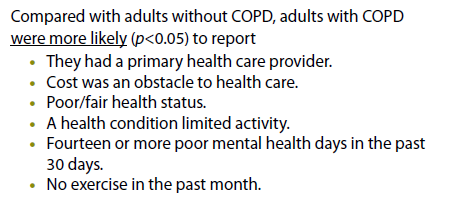 Compared with adults without COPD, adults with COPD
were more likely (p<0.05) to report
• They had a primary health care provider.
• Cost was an obstacle to health care.
• Poor/fair health status.
• A health condition limited activity.
• Fourteen or more poor mental health days in the past
30 days.
• No exercise in the past month.